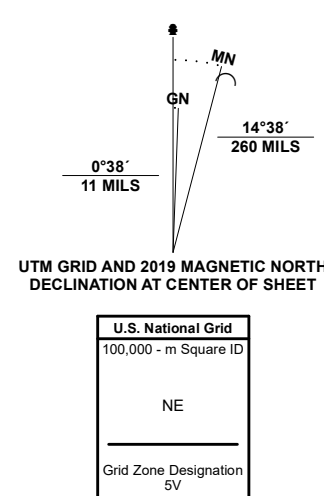 MN
GN
14°38´
260 MILS
0°38´
11 MILS
UTM GRID AND 2019 MAGNETIC NORTH
DECLINATION AT CENTER OF SHEET
U.S. National Grid
100,000 - m Square ID
NE
Grid Zone Designation
5V